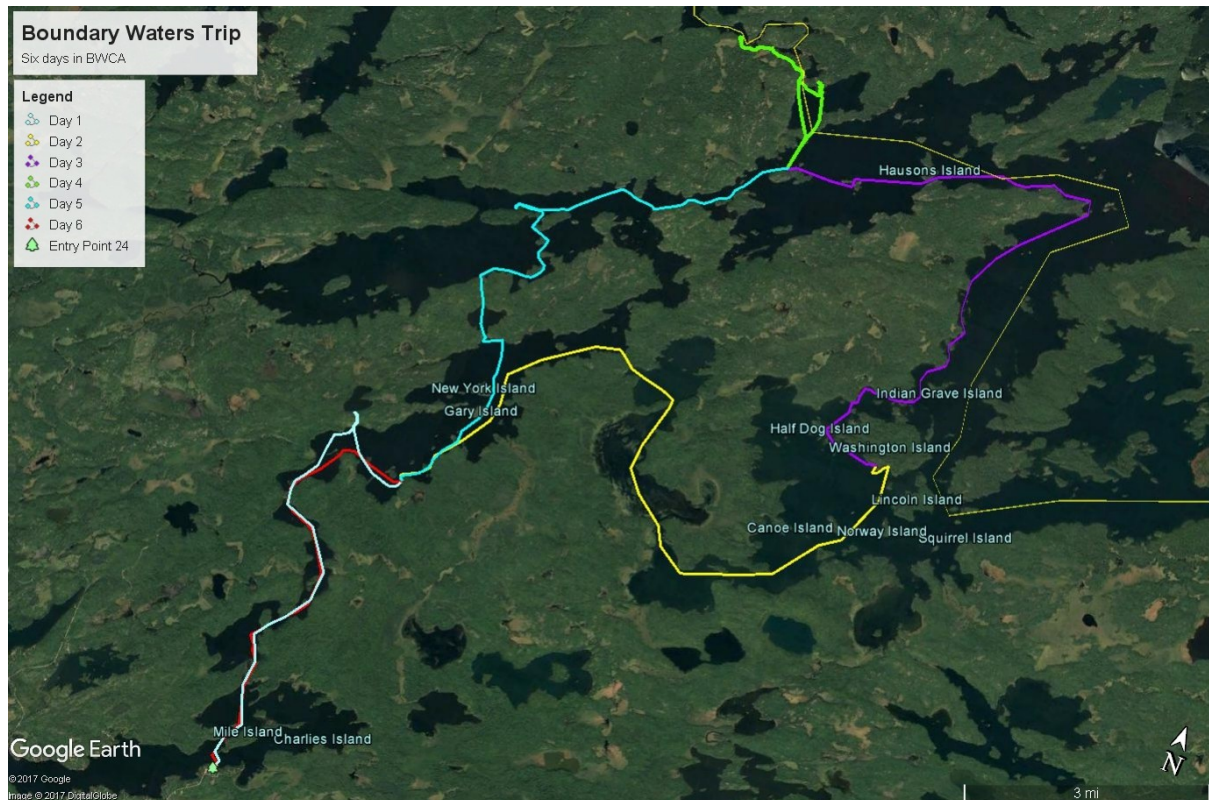 Boundary Waters Trip
Six days in BWCA
Legend
Day 1
Day 2
Day 3
Day 4
Day 5
Day 6
Entry Point 24
Hausons Island
New York Island
Gary Island
Indian Grave Island
Half Dog Island
Washington Island
Lincoln Island
Canoe Island
Norway Island
Squirrel Island
Mile Island
Charlies Island
Google Earth
©2017 Google
Image © 2017 DigitalGlobe
N
3 mi